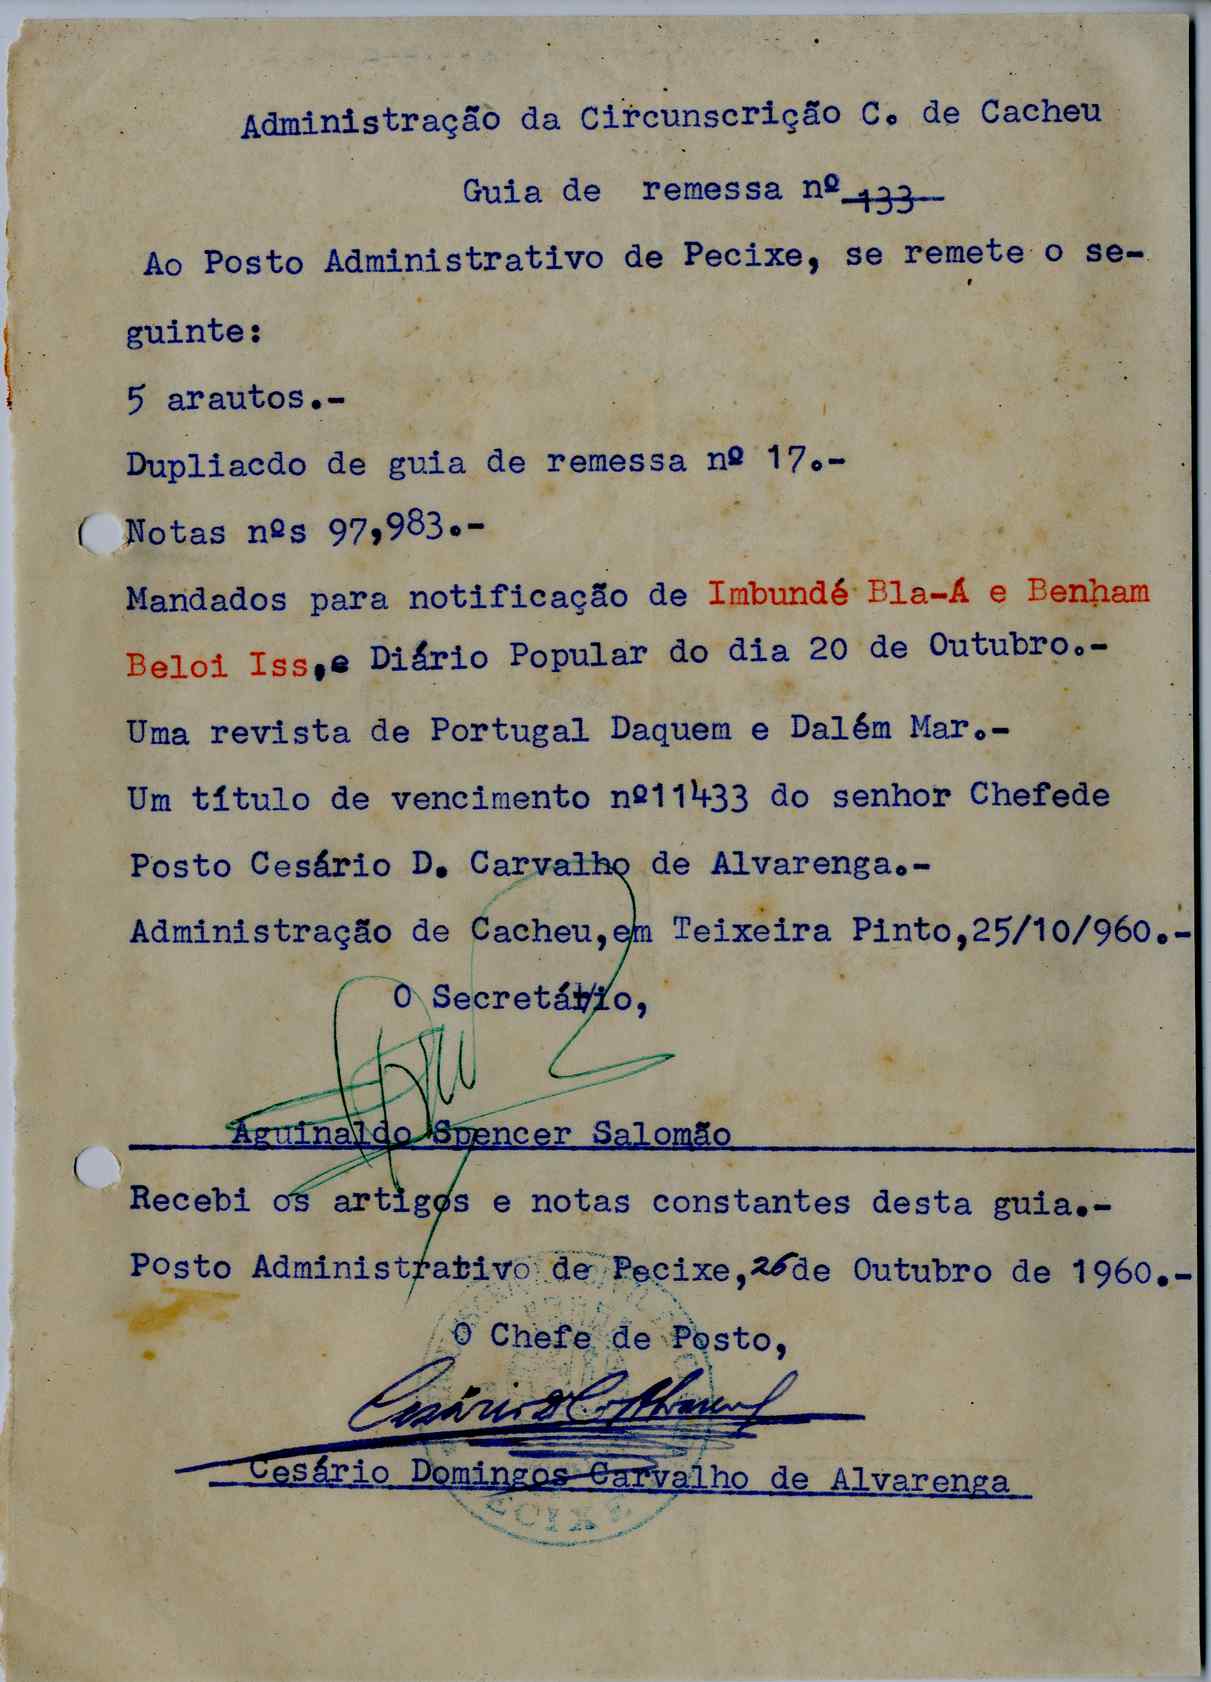 Administração da Circunscrição C. de Cacheu
Guia de remessa nº 133
Ao Posto Administrativo de Pecixe, se remete o se-
guinte:
5 arautos.-
Dupliacdo de guia de remessa nº 17.-
Notas nºs 97,983.-
Mandados para notificação de Imbundé Bla-Á e Benham
Beloi Iss,e Diário Popular do dia 20 de Outubro.-
Uma revista de Portugal Daquem e Dalém Mar.-
Um título de vencimento nº11433 do senhor Chefede
Posto Cesário D. Carvalho de Alvarenga.-
Administração de Cacheu,em Teixeira Pinto,25/10/960.-
O Secretário,
Aguinaldo Spencer Salomão
Recebi os artigos e notas constantes desta guia.-
Posto Administrativo de Pecixe,26de Outubro de 1960.-
O Chefe de Posto,
Cesário D. C. Alvarenga
Cesário Domingos Carvalho de Alvarenga
PECIXE